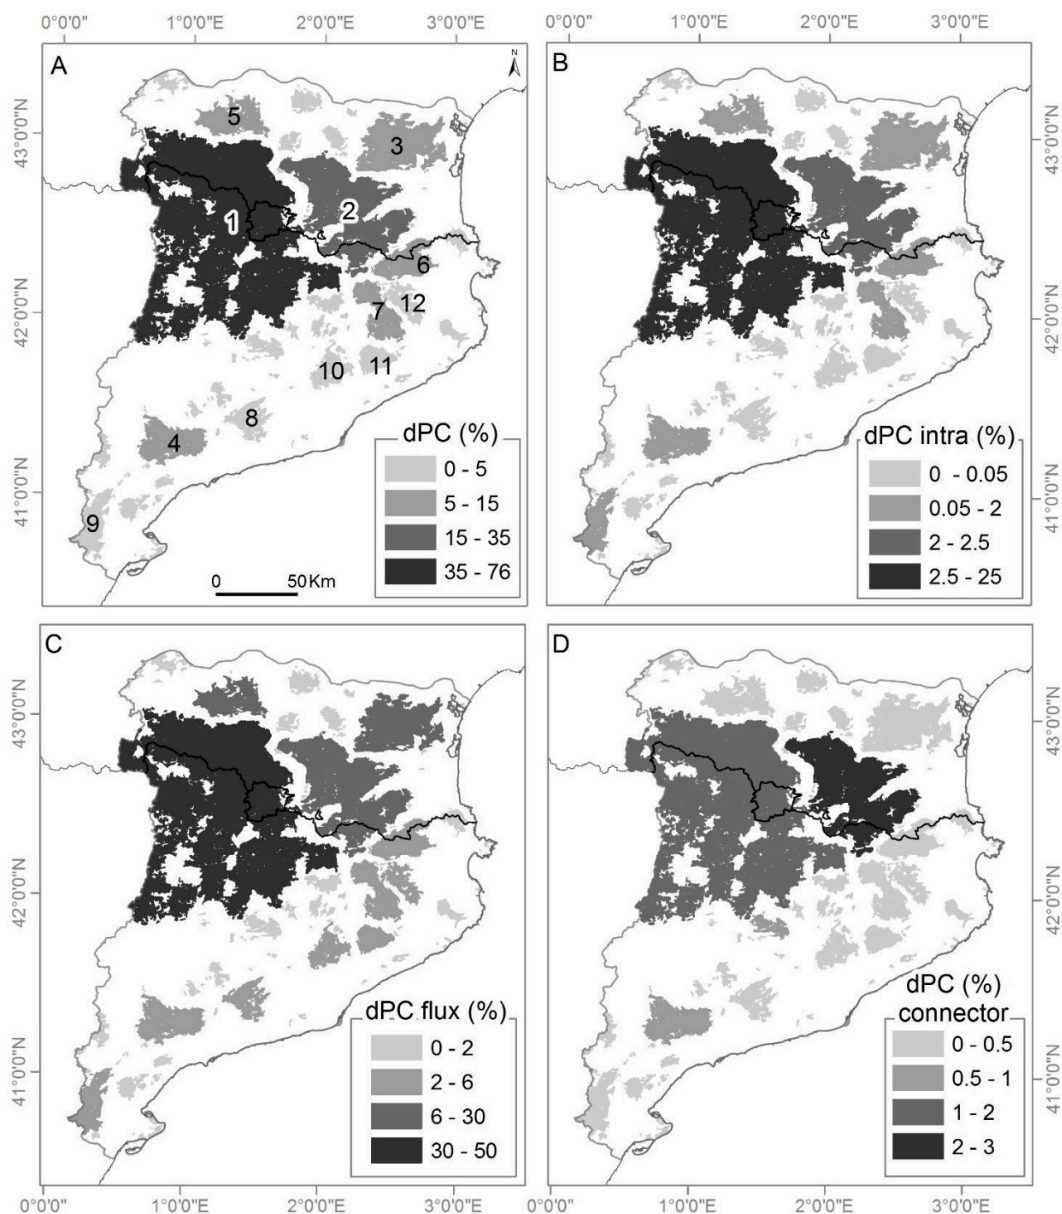 0°0'0" 1°0'0"E 2°0'0"E 3°0'0"E
0°0'0" 1°0'0"E 2°0'0"E 3°0'0"E
A
N
B
43°0'0"N
42°0'0"N
41°0'0"N
5
3
1
2
6
7
12
10
11
8
4
9
dPC (%)
0 - 5
5 - 15
15 - 35
35 - 76
0 50 Km
dPC intra (%)
0 - 0.05
0.05 - 2
2 - 2.5
2.5 - 25
43°0'0"N
42°0'0"N
41°0'0"N
C
D
43°0'0"N
42°0'0"N
41°0'0"N
dPC flux (%)
0 - 2
2 - 6
6 - 30
30 - 50
dPC (%)
connector
0 - 0.5
0.5 - 1
1 - 2
2 - 3
43°0'0"N
42°0'0"N
41°0'0"N
0°0'0" 1°0'0"E 2°0'0"E 3°0'0"E
0°0'0" 1°0'0"E 2°0'0"E 3°0'0"E